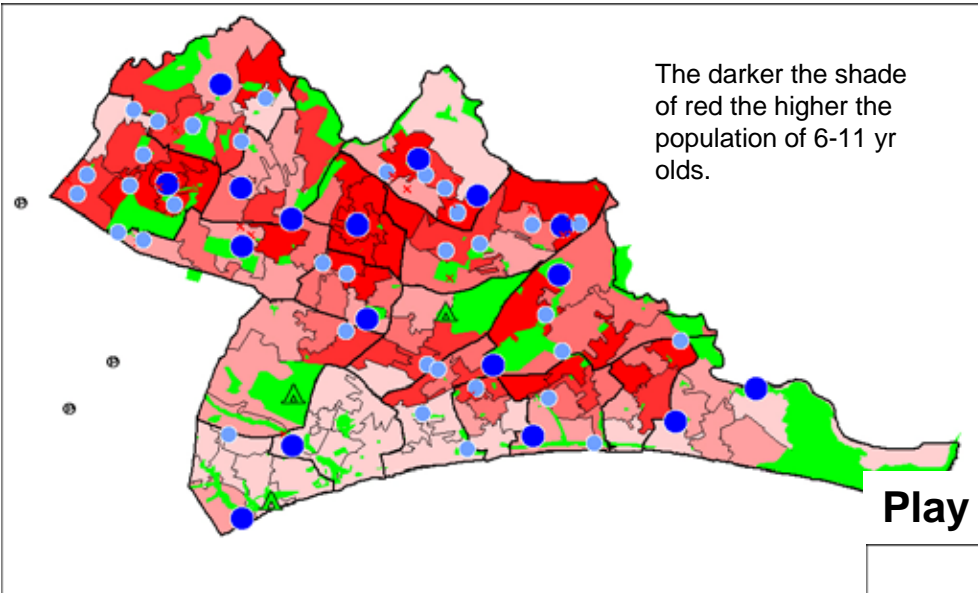 The darker the shade
of red the higher the
population of 6-11 yr
olds.
Play